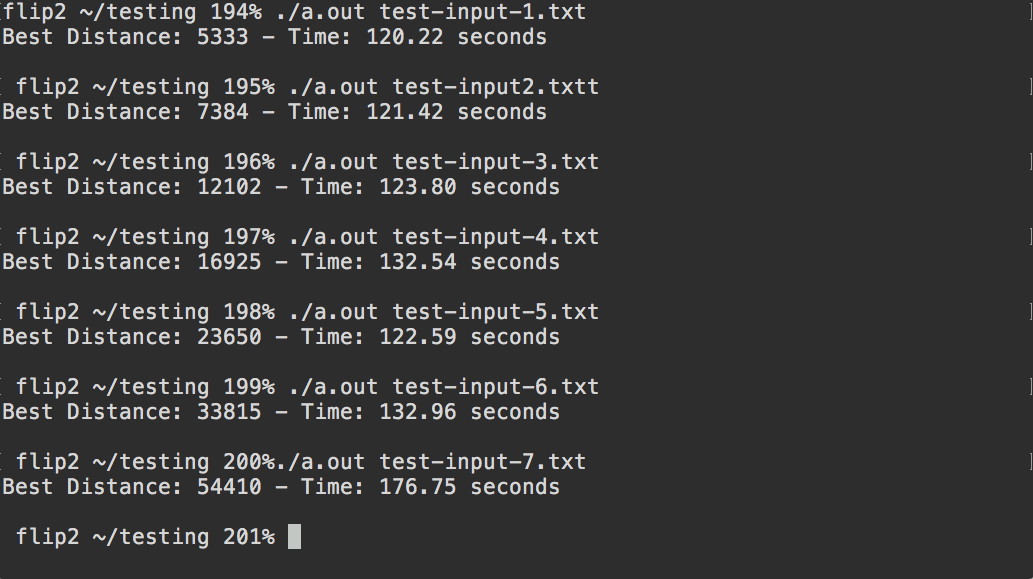 [flip2 ~/testing 194% ./a.out test-input-1.txt ]
Best Distance: 5333 – Time: 120.22 seconds
[ flip2 ~/testing 195% ./a.out test-input2.txtt ]
Best Distance: 7384 – Time: 121.42 seconds
[ flip2 ~/testing 196% ./a.out test-input-3.txt ]
Best Distance: 12102 – Time: 123.80 seconds
[ flip2 ~/testing 197% ./a.out test-input-4.txt ]
Best Distance: 16925 – Time: 132.54 seconds
[ flip2 ~/testing 198% ./a.out test-input-5.txt ]
Best Distance: 23650 – Time: 122.59 seconds
[ flip2 ~/testing 199% ./a.out test-input-6.txt ]
Best Distance: 33815 – Time: 132.96 seconds
[ flip2 ~/testing 200%./a.out test-input-7.txt ]
Best Distance: 54410 – Time: 176.75 seconds
flip2 ~/testing 201%